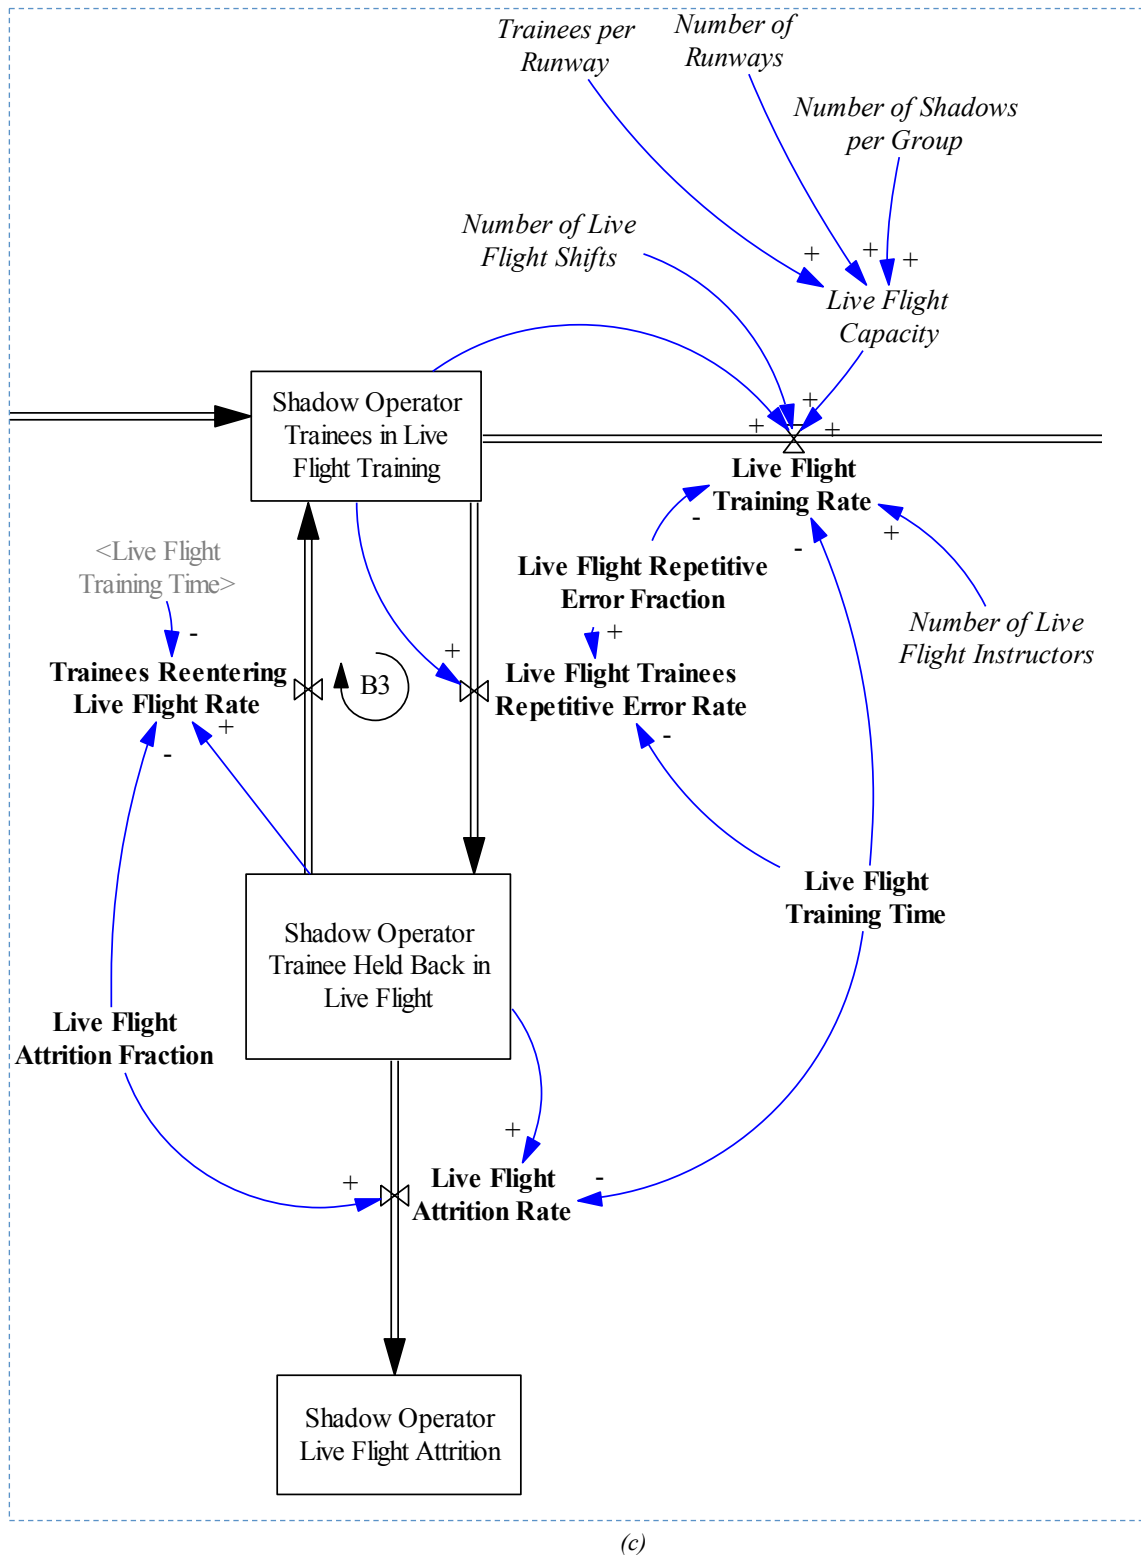 Trainees per
Runway
Number of
Runways
Number of Shadows
per Group
Number of Live
Flight Shifts
+
+
+
Live Flight
Capacity
Shadow Operator
Trainees in Live
Flight Training
+
+
+
Live Flight
Training Rate
-
-
+
<Live Flight
Training Time>
-
Live Flight Repetitive
Error Fraction
+
Number of Live
Flight Instructors
Trainees Reentering
Live Flight Rate
-
+
B3
+
Live Flight Trainees
Repetitive Error Rate
-
Live Flight
Training Time
Shadow Operator
Trainee Held Back in
Live Flight
Live Flight
Attrition Fraction
+
+
-
Live Flight
Attrition Rate
Shadow Operator
Live Flight Attrition
(c)